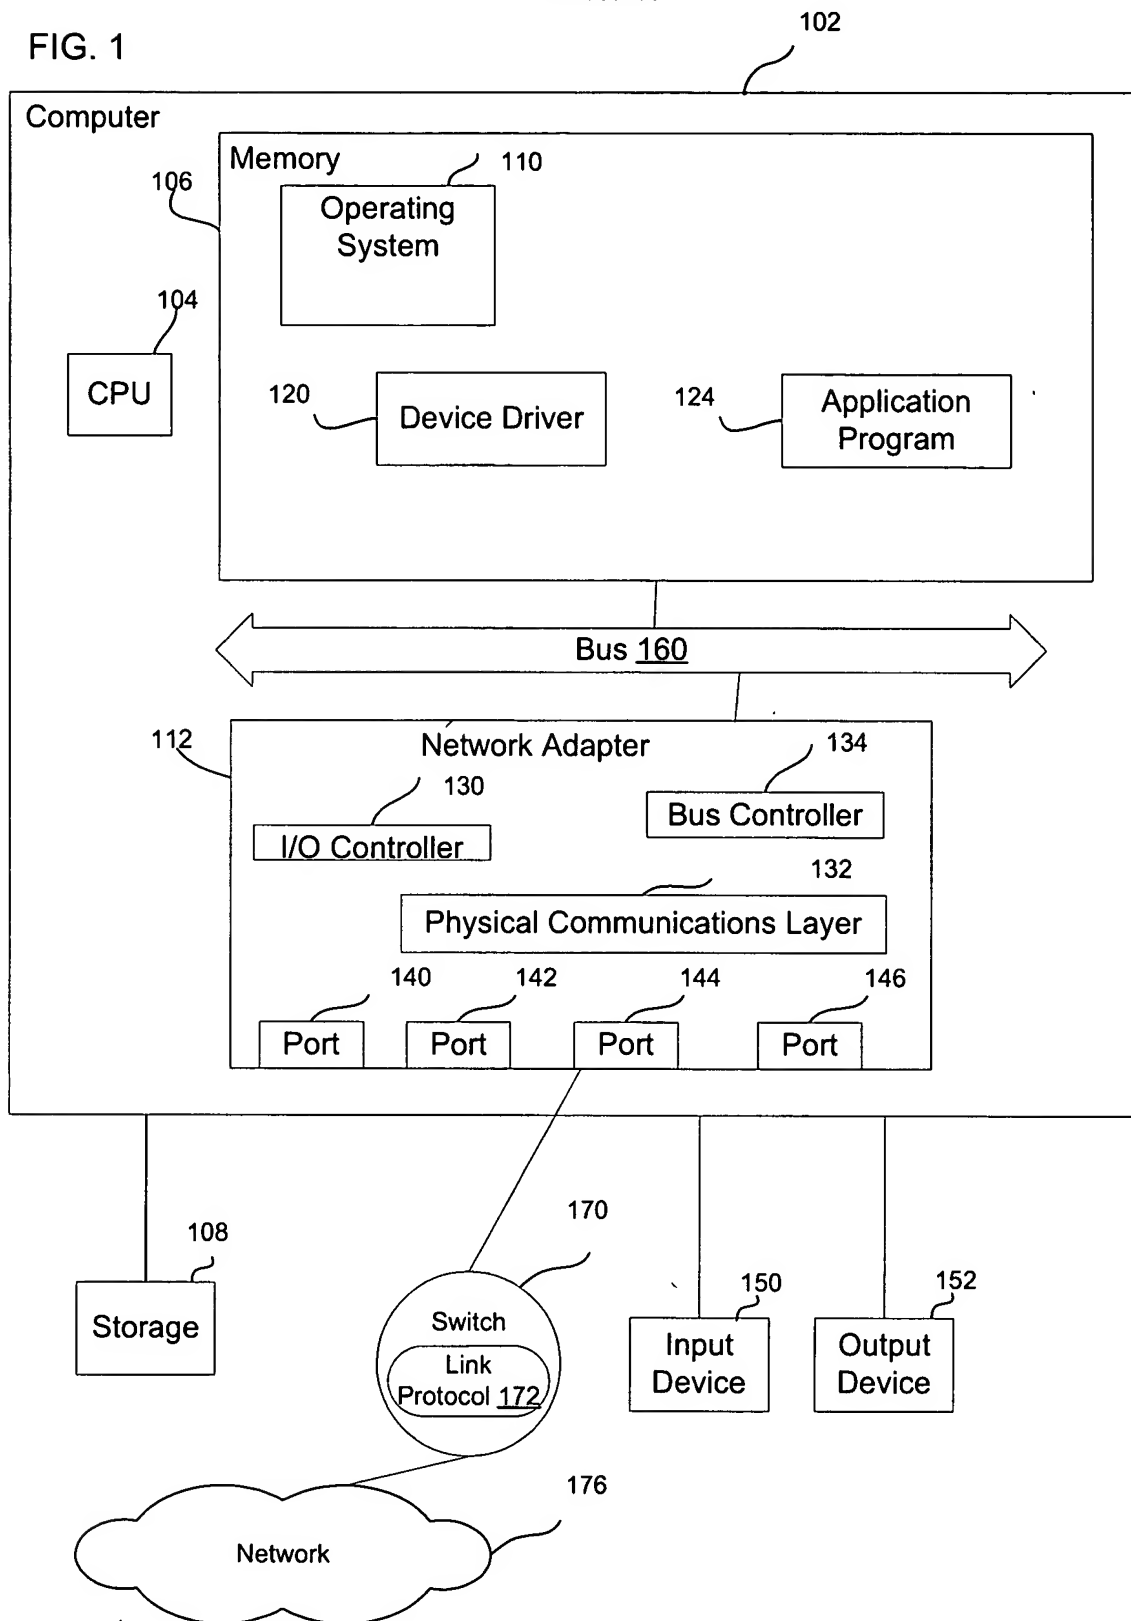 102
FIG. 1
Computer
Memory
110
106
Operating
System
104
CPU
120
Device Driver
124
Application
Program
Bus 160
112
Network Adapter
134
130
Bus Controller
I/O Controller
132
Physical Communications Layer
140
142
144
146
Port
Port
Port
Port
170
108
Storage
Switch
Link
Protocol 172
150
Input
Device
152
Output
Device
176
Network